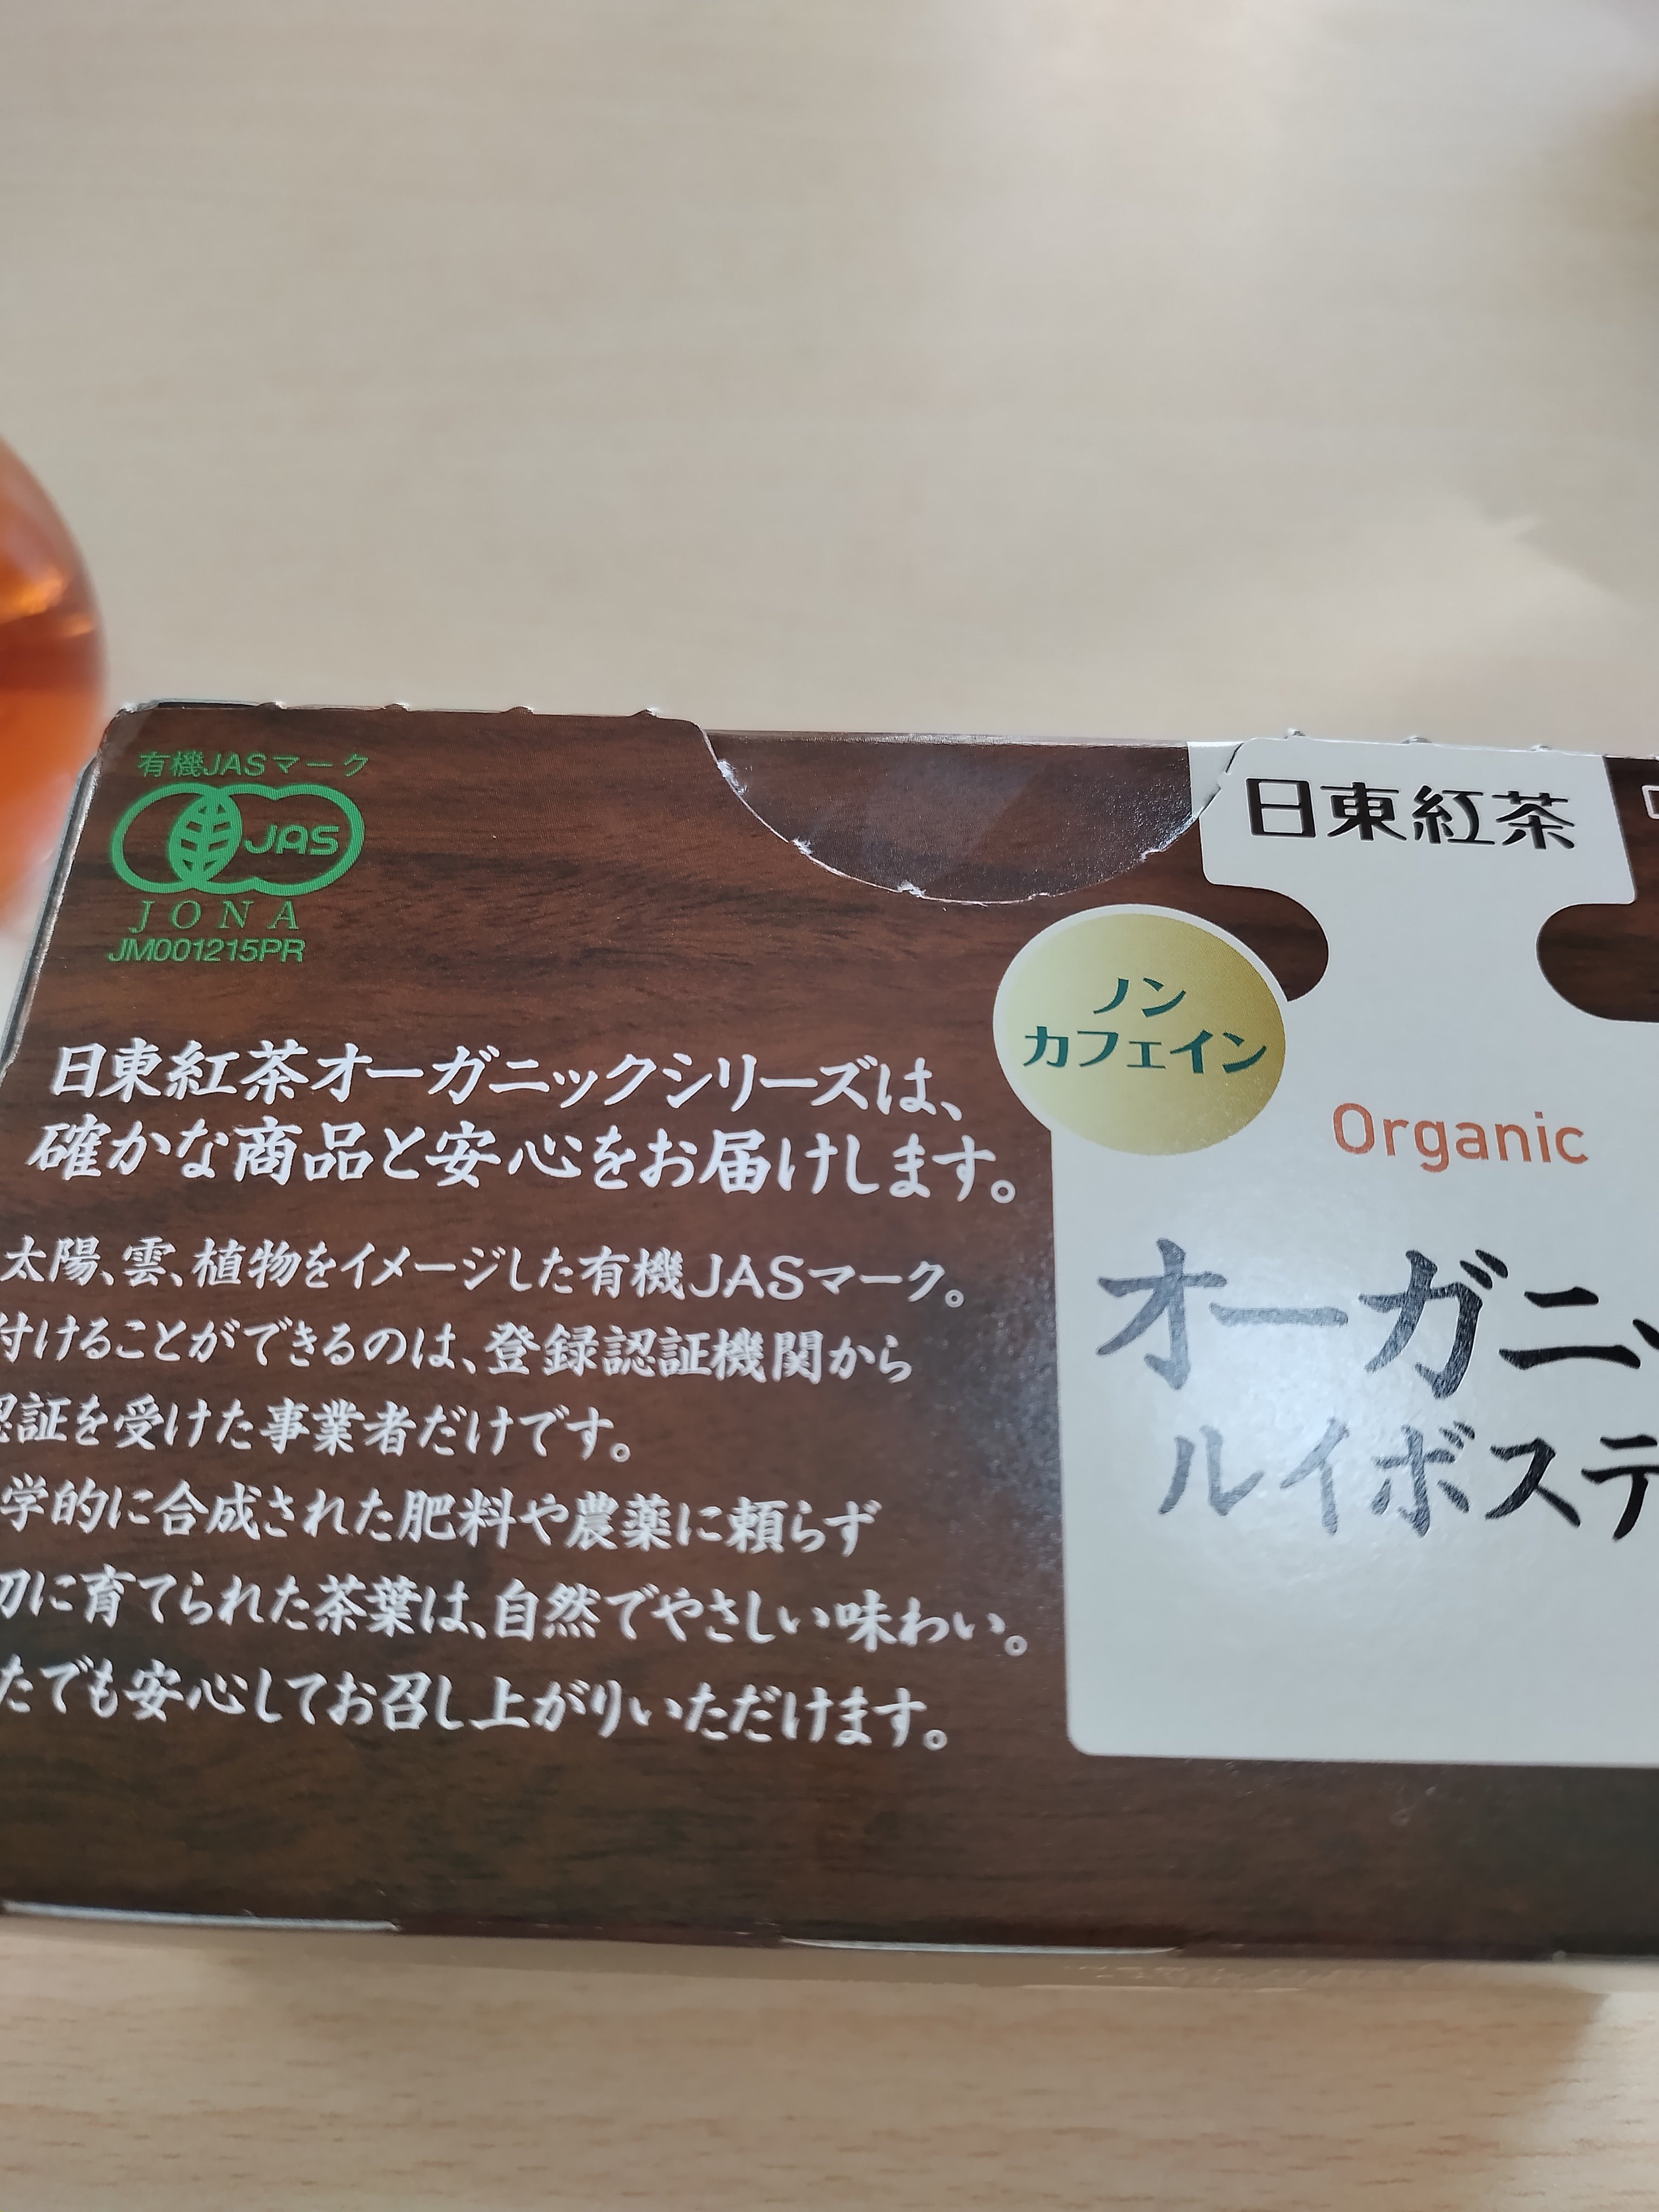 有機JASマーク
JAS
JONA
JM001215PR
日東紅茶オーガニックシリーズは、
確かな商品と安心をお届けします。
太陽、雲、植物をイメージした有機JASマーク。
付けることができるのは、登録認証機関から
認証を受けた事業者だけです。
学的に合成された肥料や農薬に頼らず
切に育てられた茶葉は、自然でやさしい味わい。
たでも安心してお召し上がりいただけます。
日東紅茶
ノン
カフェイン
Organic
オーガニッ
ルイボステ